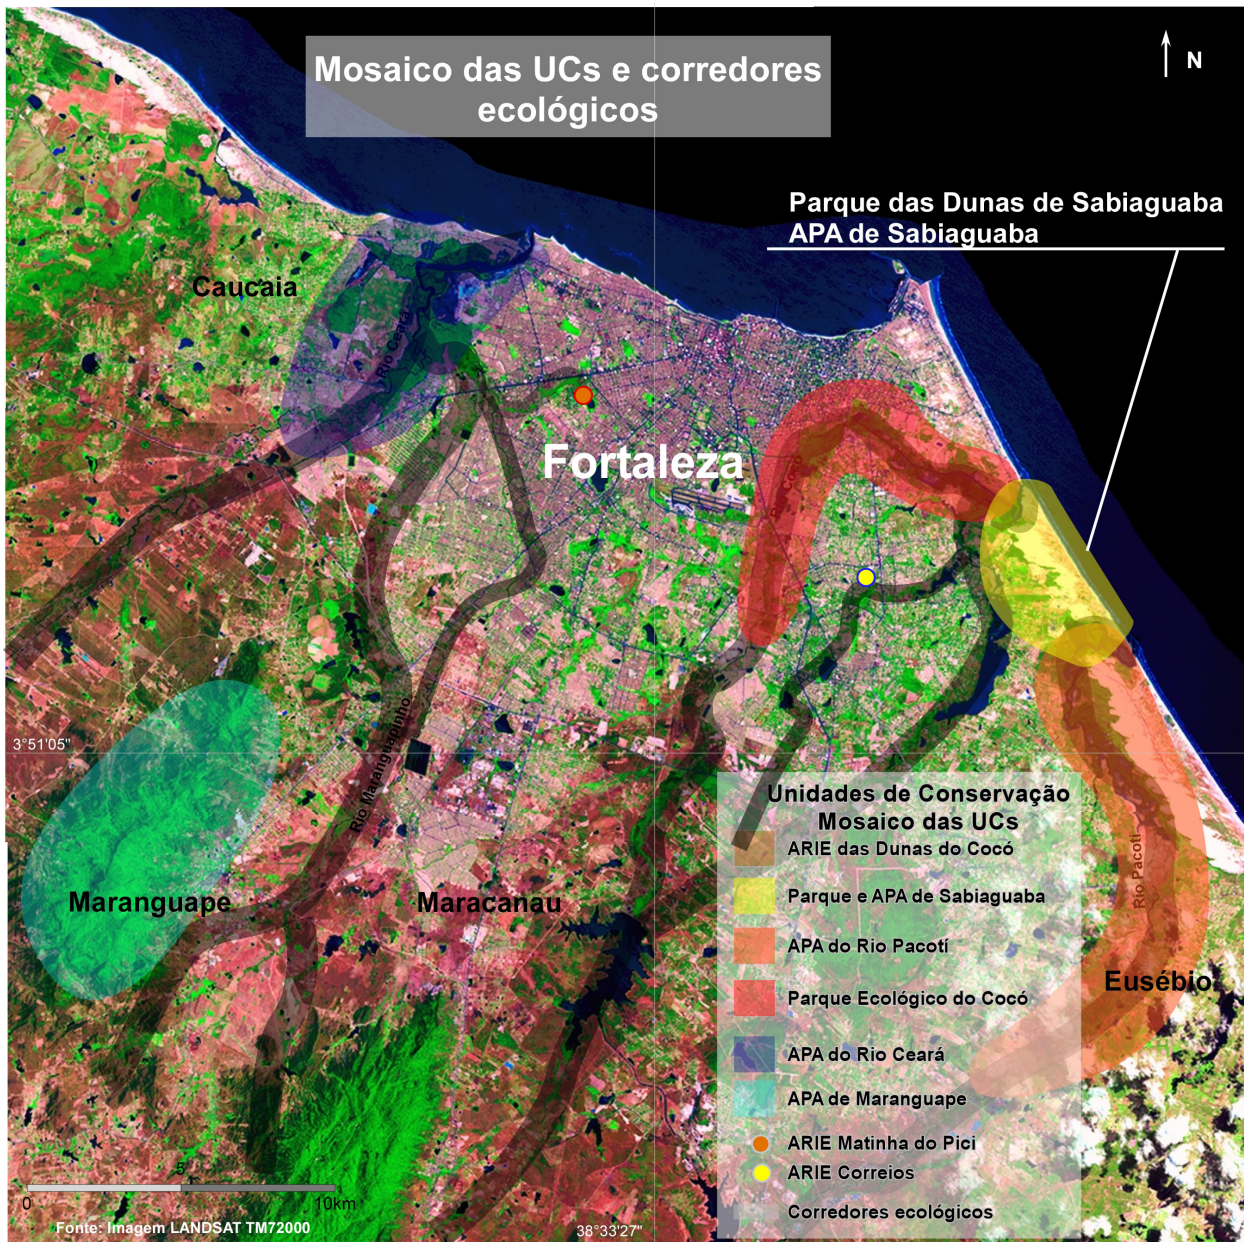 Mosaico das UCs e corredores
ecológicos
N
Parque das Dunas de Sabiaguaba
APA de Sabiaguaba
Caucaia
Rio Ceará
Fortaleza
Rio Cocó
3°51'05"
Rio Maranguapinho
Maranguape
Maracanau
Rio Pacoti
Eusébio
Unidades de Conservação
Mosaico das UCs
ARIE das Dunas do Cocó
Parque e APA de Sabiaguaba
APA do Rio Pacotí
Parque Ecológico do Cocó
APA do Rio Ceará
APA de Maranguape
ARIE Matinha do Pici
ARIE Correios
Corredores ecológicos
0 5 10km
Fonte: Imagem LANDSAT TM72000
38°33'27"